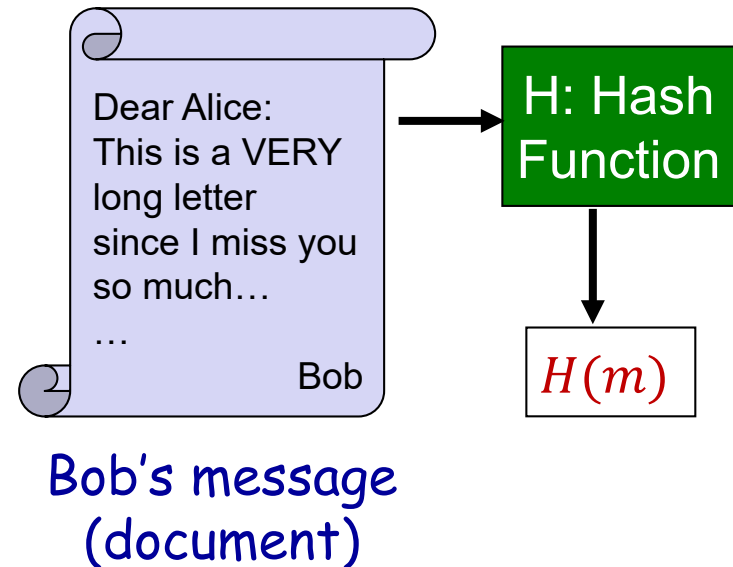 Dear Alice:
This is a VERY
long letter
since I miss you
so much…
…
Bob
H: Hash
Function
H(m)
Bob's message
(document)